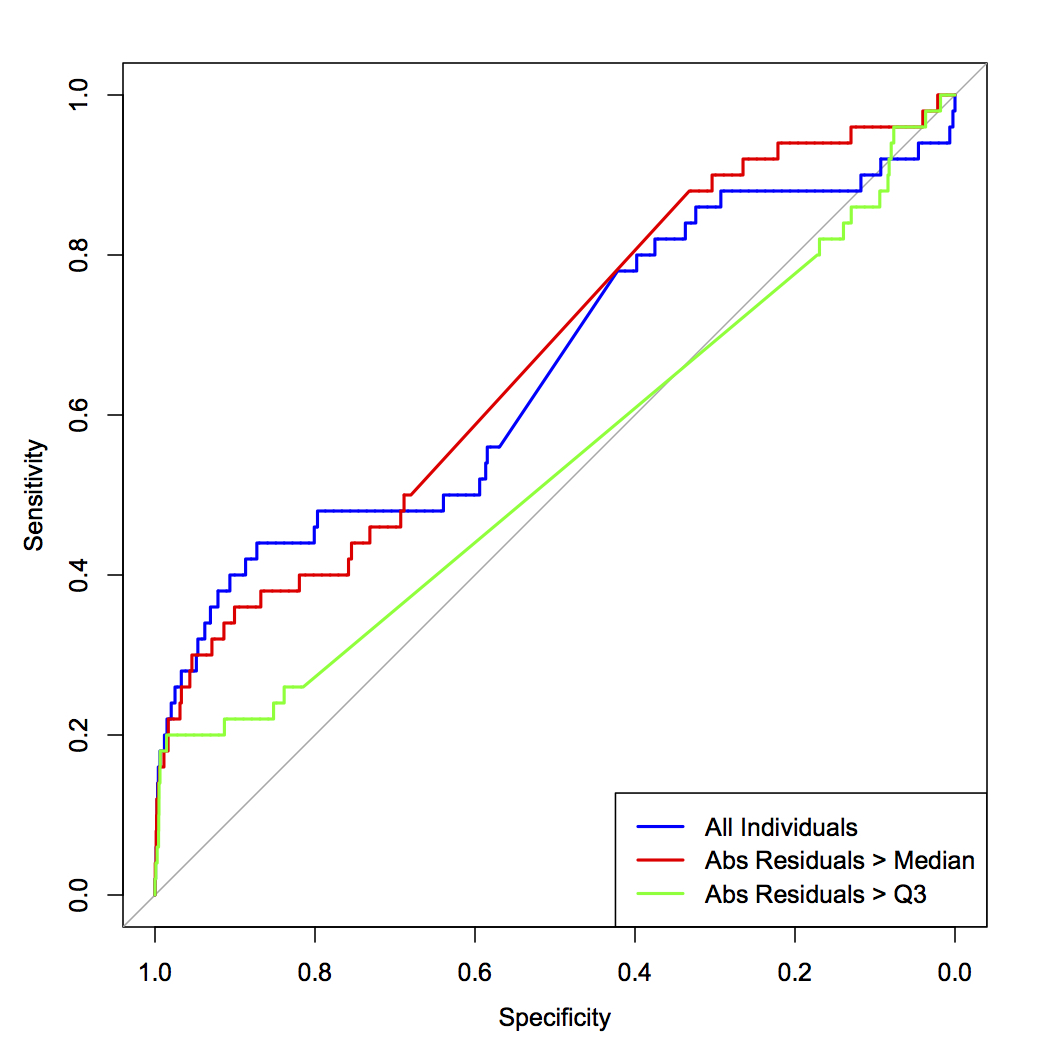 1.0
0.8
0.6
0.4
0.2
0.0
Sensitivity
All Individuals
Abs Residuals > Median
Abs Residuals > Q3
1.0 0.8 0.6 0.4 0.2 0.0
Specificity